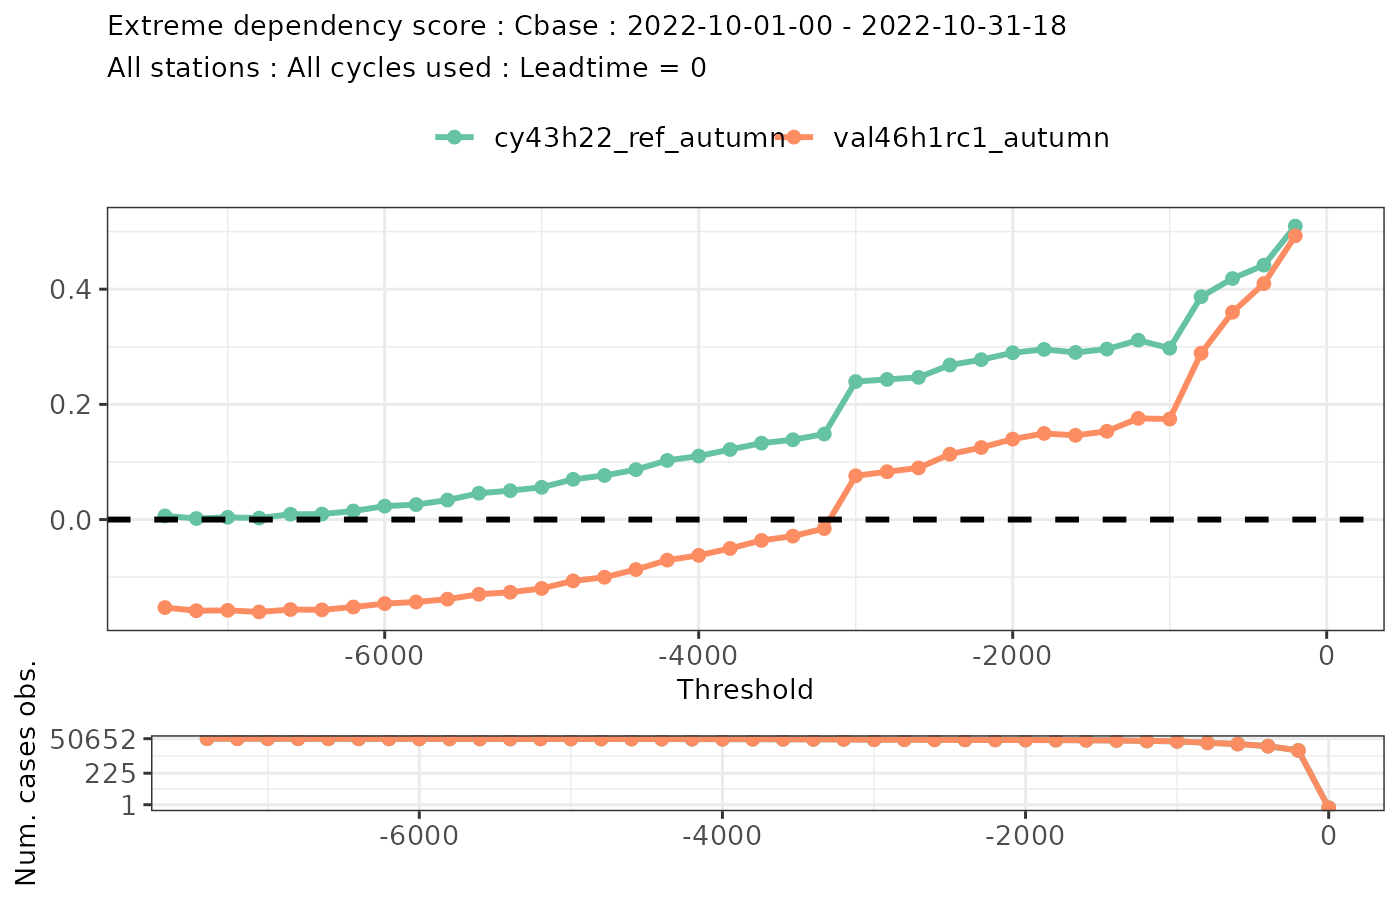 Extreme dependency score : Cbase : 2022-10-01-00 - 2022-10-31-18
All stations : All cycles used : Leadtime = 0
cy43h22_ref_autumn val46h1rc1_autumn
0.4
0.2
0.0
-6000 -4000 -2000 0
Threshold
Num. cases obs.
50652
225
1
-6000 -4000 -2000 0